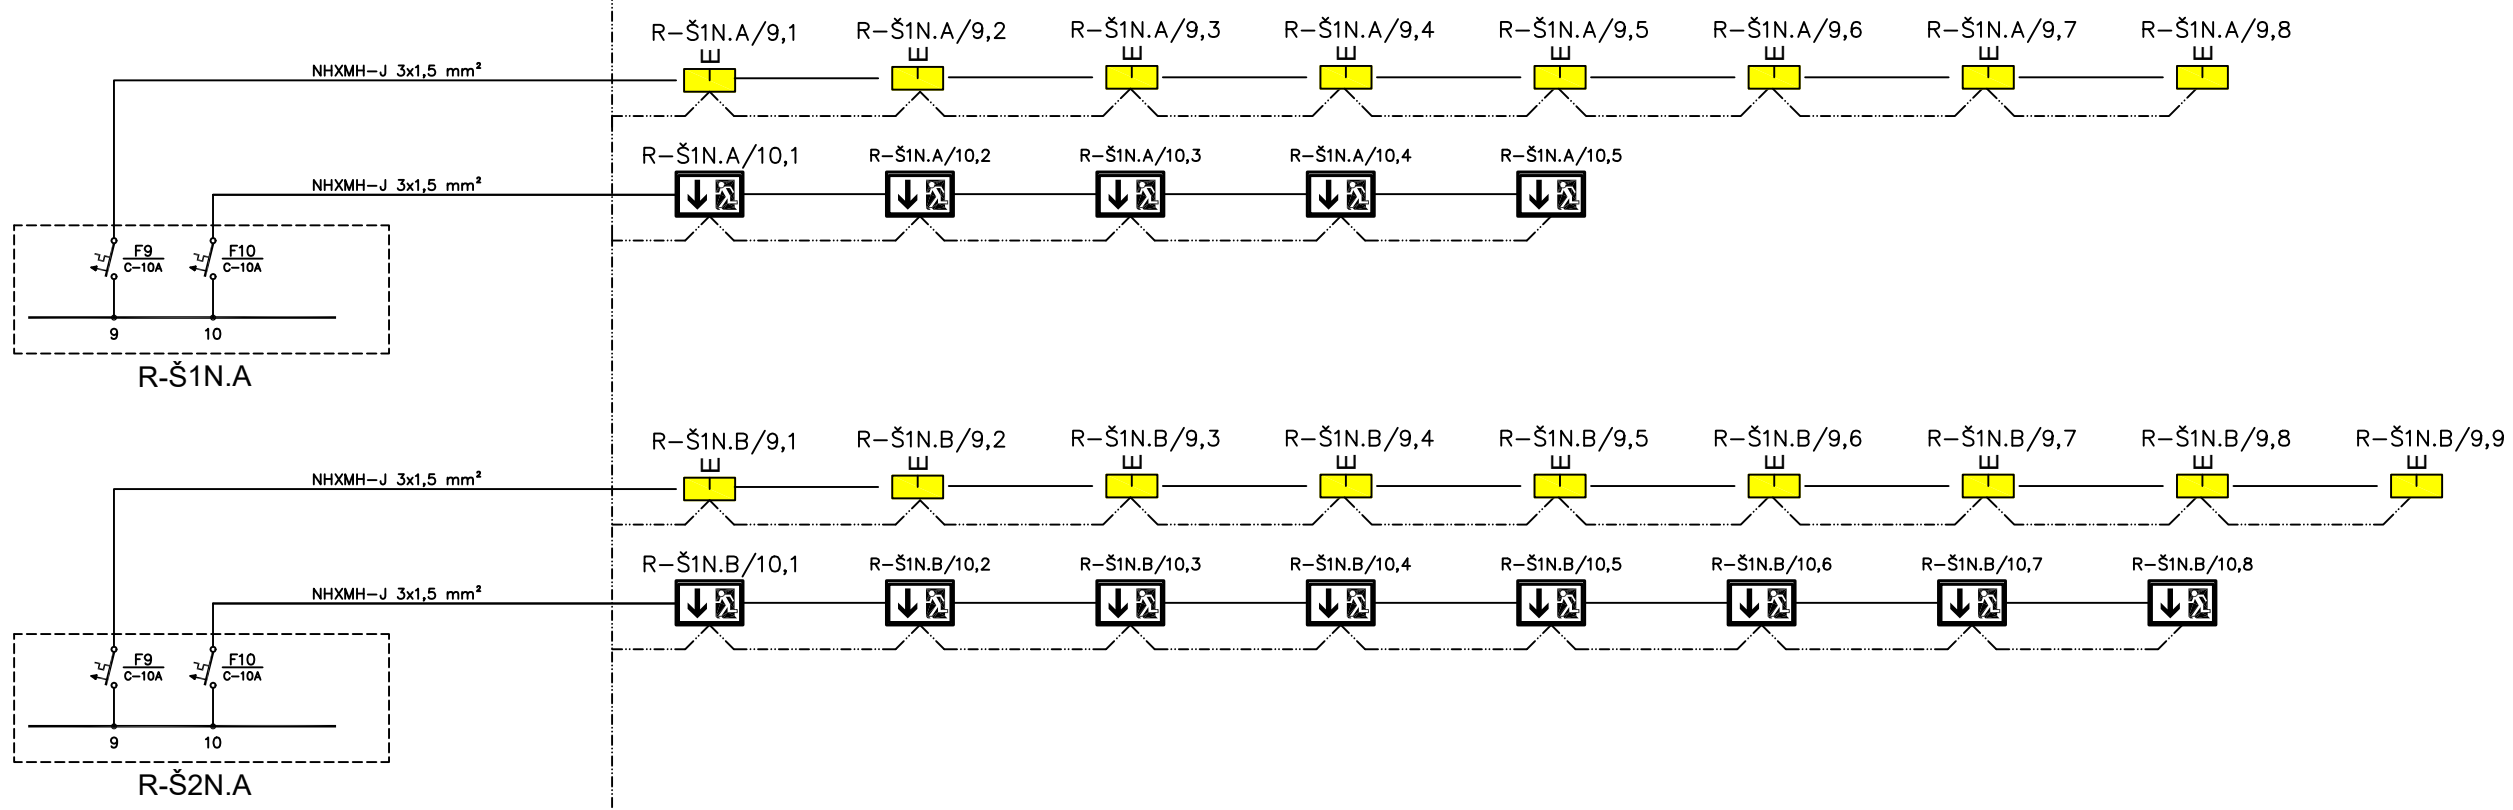 R-Š1N.A/9,1 R-Š1N.A/9,2 R-Š1N.A/9,3 R-Š1N.A/9,4 R-Š1N.A/9,5 R-Š1N.A/9,6 R-Š1N.A/9,7 R-Š1N.A/9,8
NHXMH-J 3x1,5 mm²
R-Š1N.A/10,1 R-Š1N.A/10,2 R-Š1N.A/10,3 R-Š1N.A/10,4 R-Š1N.A/10,5
NHXMH-J 3x1,5 mm²
F9 F10
C-10A C-10A
9 10
R-Š1N.A
R-Š1N.B/9,1 R-Š1N.B/9,2 R-Š1N.B/9,3 R-Š1N.B/9,4 R-Š1N.B/9,5 R-Š1N.B/9,6 R-Š1N.B/9,7 R-Š1N.B/9,8 R-Š1N.B/9,9
NHXMH-J 3x1,5 mm²
R-Š1N.B/10,1 R-Š1N.B/10,2 R-Š1N.B/10,3 R-Š1N.B/10,4 R-Š1N.B/10,5 R-Š1N.B/10,6 R-Š1N.B/10,7 R-Š1N.B/10,8
NHXMH-J 3x1,5 mm²
F9 F10
C-10A C-10A
9 10
R-Š2N.A